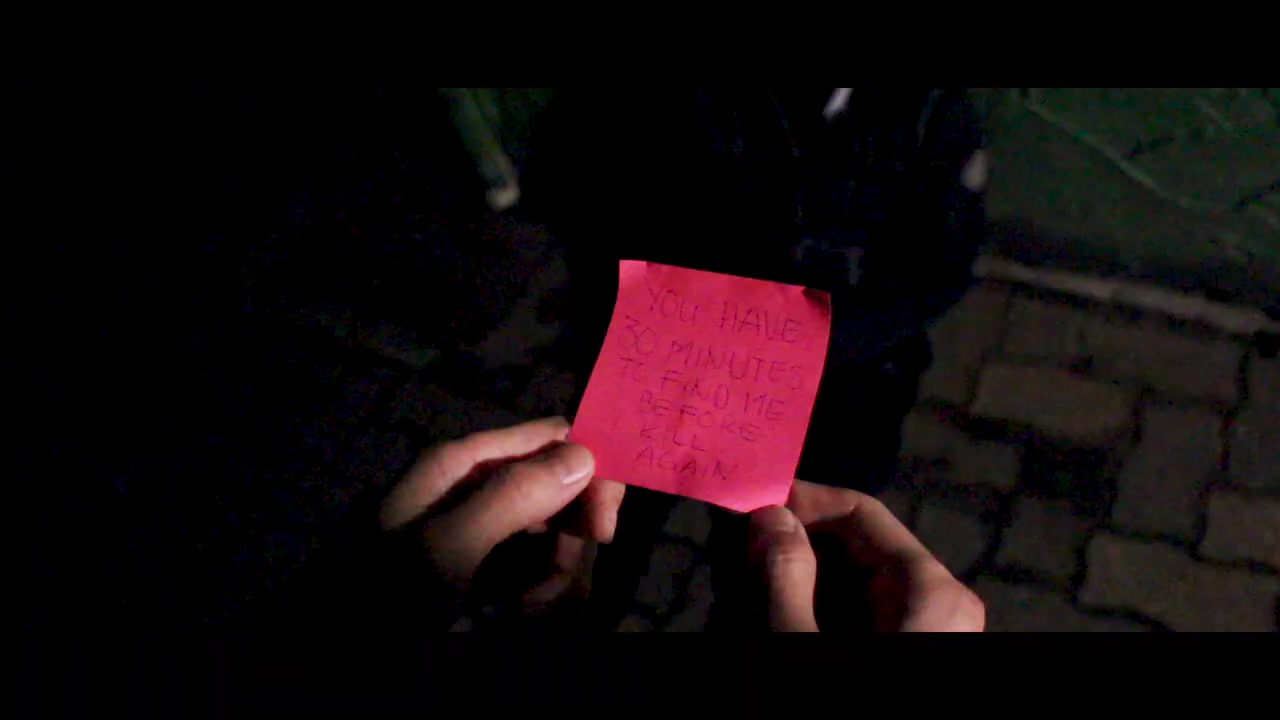 YOU HAVE
30 MINUTES
TO FIND ME
BEFORE
I KILL
AGAIN